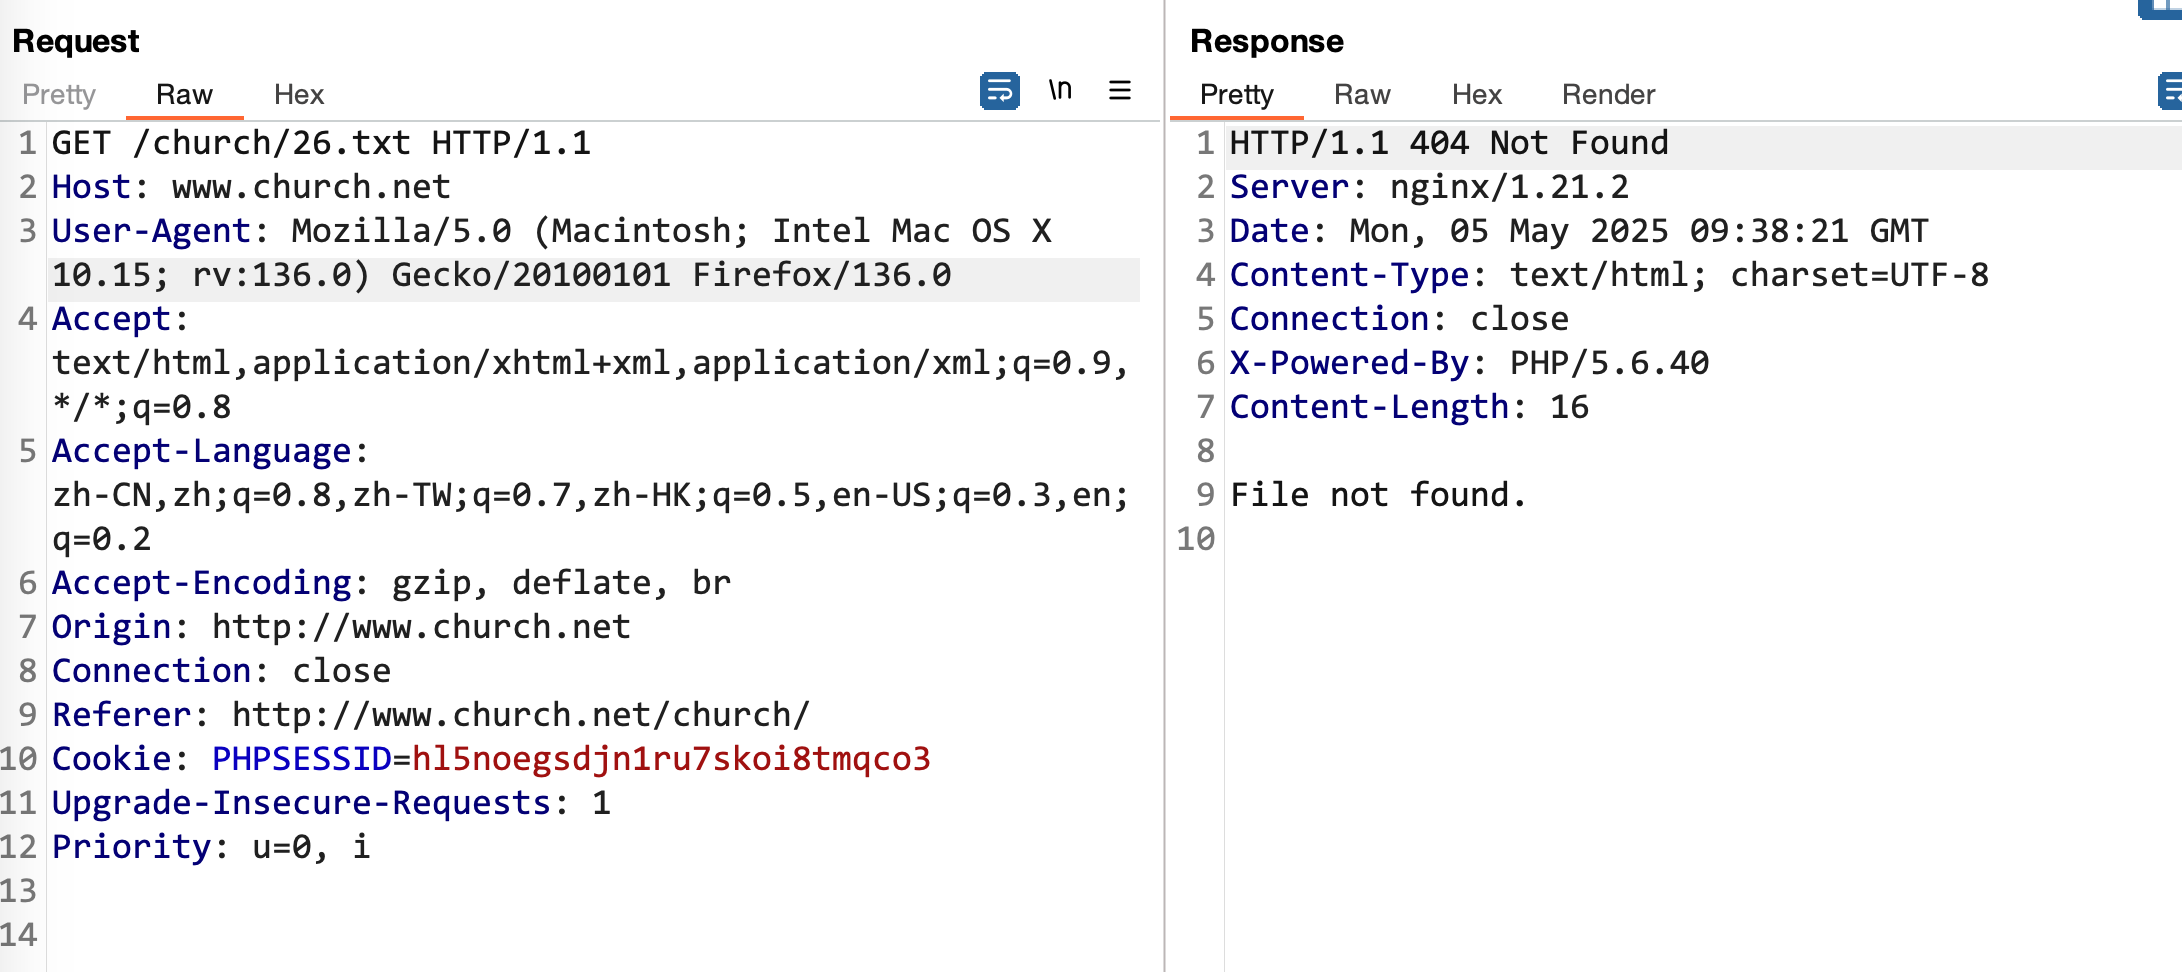 Request
Pretty Raw Hex \n
1 GET /church/26.txt HTTP/1.1
2 Host: www.church.net
3 User-Agent: Mozilla/5.0 (Macintosh; Intel Mac OS X
10.15; rv:136.0) Gecko/20100101 Firefox/136.0
4 Accept:
text/html,application/xhtml+xml,application/xml;q=0.9,
*/*;q=0.8
5 Accept-Language:
zh-CN,zh;q=0.8,zh-TW;q=0.7,zh-HK;q=0.5,en-US;q=0.3,en;
q=0.2
6 Accept-Encoding: gzip, deflate, br
7 Origin: http://www.church.net
8 Connection: close
9 Referer: http://www.church.net/church/
10 Cookie: PHPSESSID=hl5noegsdjn1ru7skoi8tmqco3
11 Upgrade-Insecure-Requests: 1
12 Priority: u=0, i
13
14
Response
Pretty Raw Hex Render
1 HTTP/1.1 404 Not Found
2 Server: nginx/1.21.2
3 Date: Mon, 05 May 2025 09:38:21 GMT
4 Content-Type: text/html; charset=UTF-8
5 Connection: close
6 X-Powered-By: PHP/5.6.40
7 Content-Length: 16
8
9 File not found.
10